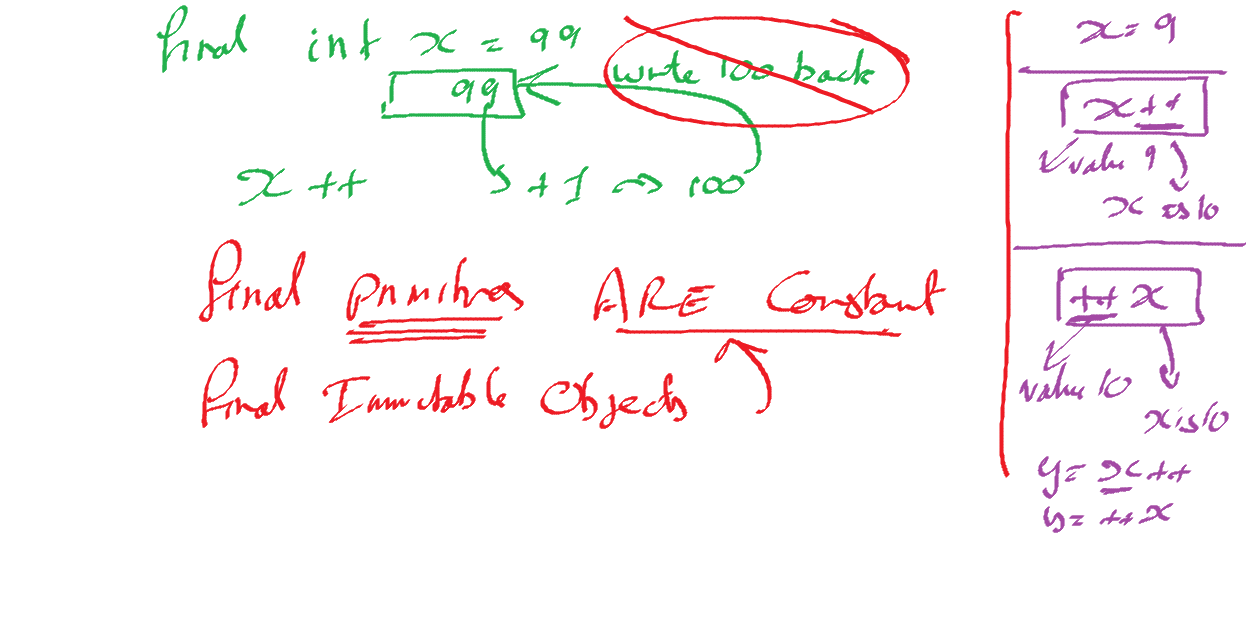 final int x = 99
99
write 100 back
x ++
+1 ⇒ 100
final Primitives ARE Constant
final Immutable Objects
x = 9
x++
value 9
x is 10
++ x
value 10
x is 10
y = x++
y = ++x